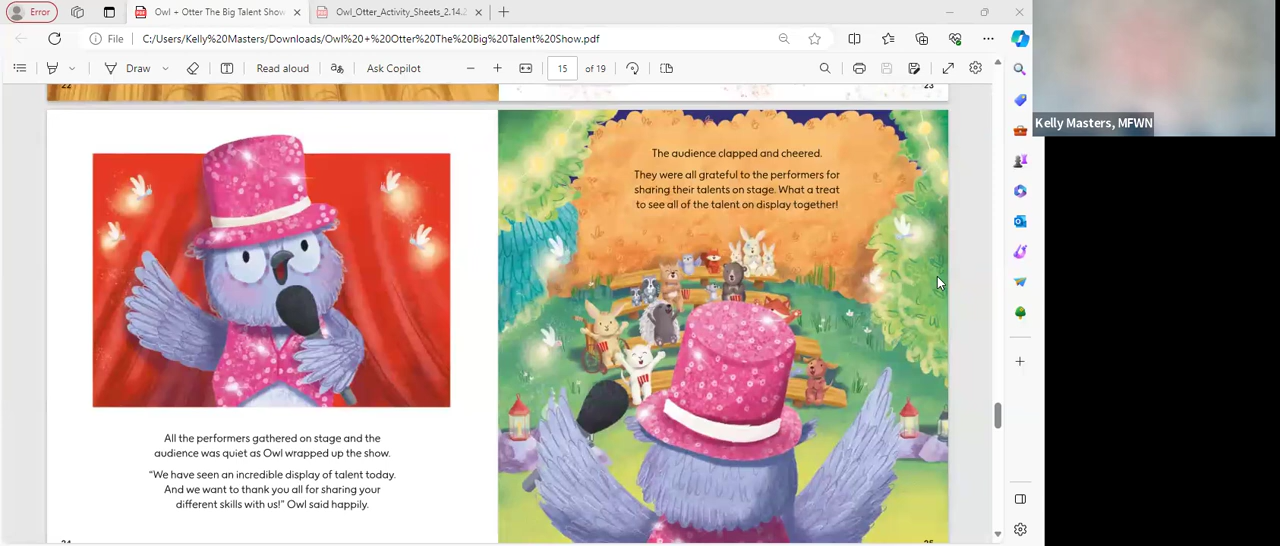 Error
Owl + Otter The Big Talent Show
Owl_Otter_Activity_Sheets_2.14.2
File
C:/Users/Kelly%20Masters/Downloads/Owl%20+%20Otter%20The%20Big%20Talent%20Show.pdf
Draw
Read aloud
Ask Copilot
15 of 19
22
23
All the performers gathered on stage and the
audience was quiet as Owl wrapped up the show.
"We have seen an incredible display of talent today.
And we want to thank you all for sharing your
different skills with us!" Owl said happily.
24
The audience clapped and cheered.
They were all grateful to the performers for
sharing their talents on stage. What a treat
to see all of the talent on display together!
25
Kelly Masters, MFWN